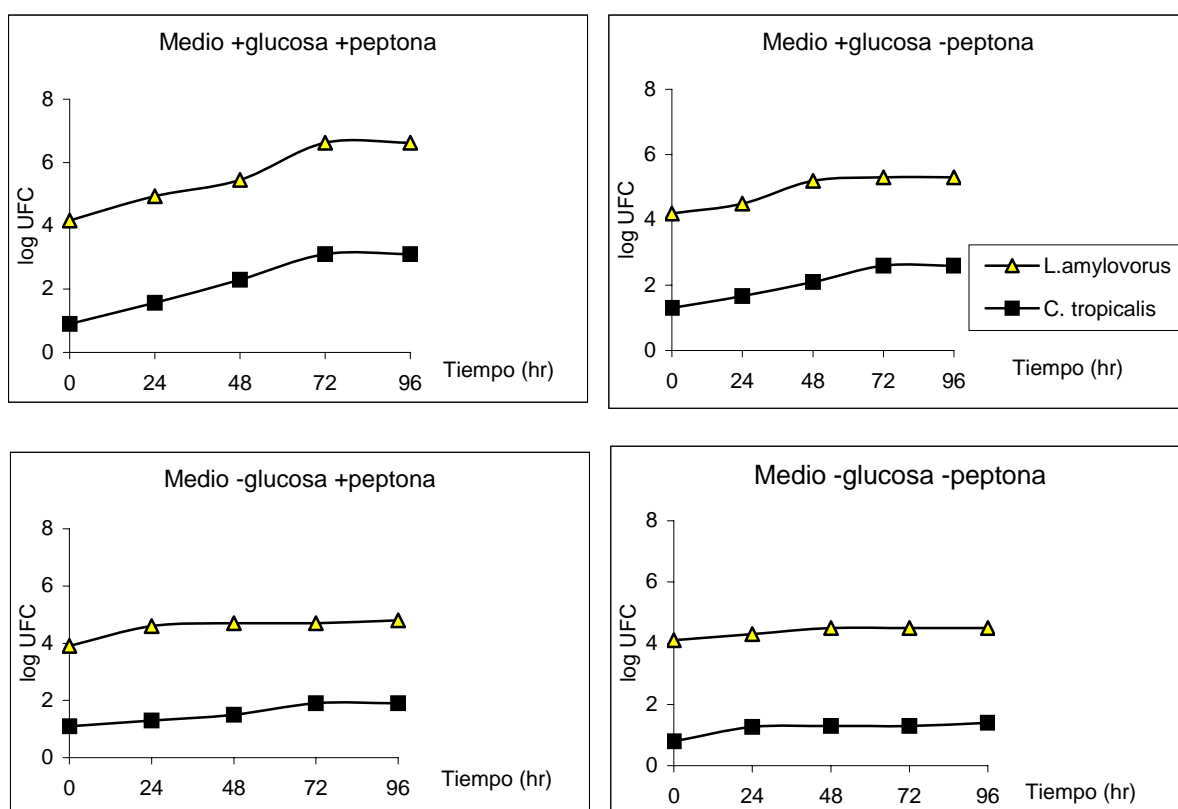 Medio +glucosa +peptona
8
6
4
2
0
log UFC
0 24 48 72 96
Tiempo (hr)
Medio +glucosa -peptona
8
6
4
2
0
log UFC
0 24 48 72 96
Tiempo (hr)
L.amylovorus
C. tropicalis
Medio -glucosa +peptona
8
6
4
2
0
log UFC
0 24 48 72 96
Tiempo (hr)
Medio -glucosa -peptona
8
6
4
2
0
log UFC
0 24 48 72 96
Tiempo (hr)